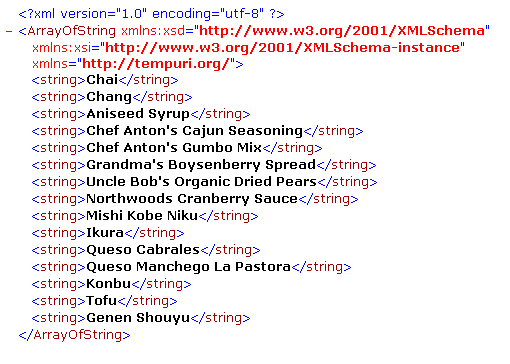 <?xml version="1.0" encoding="utf-8" ?>
- <ArrayOfString xmlns:xsd="http://www.w3.org/2001/XMLSchema"
xmlns:xsi="http://www.w3.org/2001/XMLSchema-instance"
xmlns="http://tempuri.org/">
<string>Chai</string>
<string>Chang</string>
<string>Aniseed Syrup</string>
<string>Chef Anton's Cajun Seasoning</string>
<string>Chef Anton's Gumbo Mix</string>
<string>Grandma's Boysenberry Spread</string>
<string>Uncle Bob's Organic Dried Pears</string>
<string>Northwoods Cranberry Sauce</string>
<string>Mishi Kobe Niku</string>
<string>Ikura</string>
<string>Queso Cabrales</string>
<string>Queso Manchego La Pastora</string>
<string>Konbu</string>
<string>Tofu</string>
<string>Genen Shouyu</string>
</ArrayOfString>